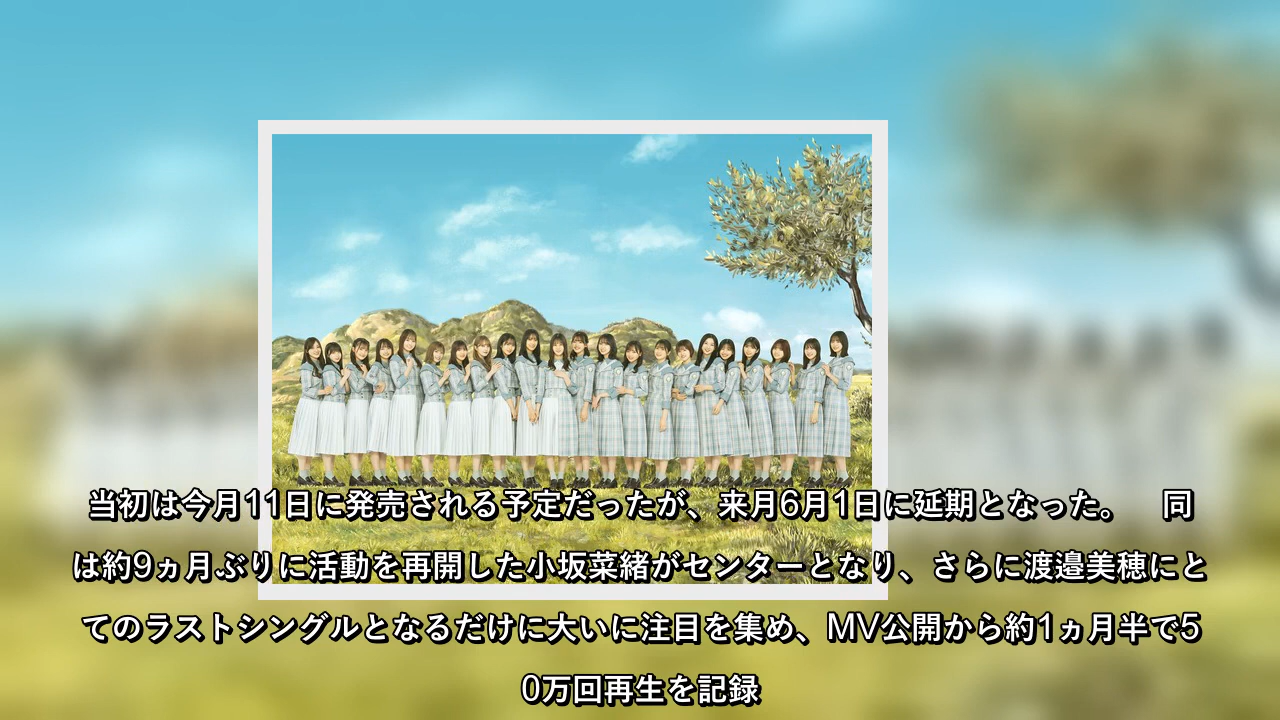 当初は今月11日に発売される予定だったが、来月6月1日に延期となった。　同
は約9ヵ月ぶりに活動を再開した小坂菜緒がセンターとなり、さらに渡邉美穂にと
てのラストシングルとなるだけに大いに注目を集め、MV公開から約1ヵ月半で5
0万回再生を記録